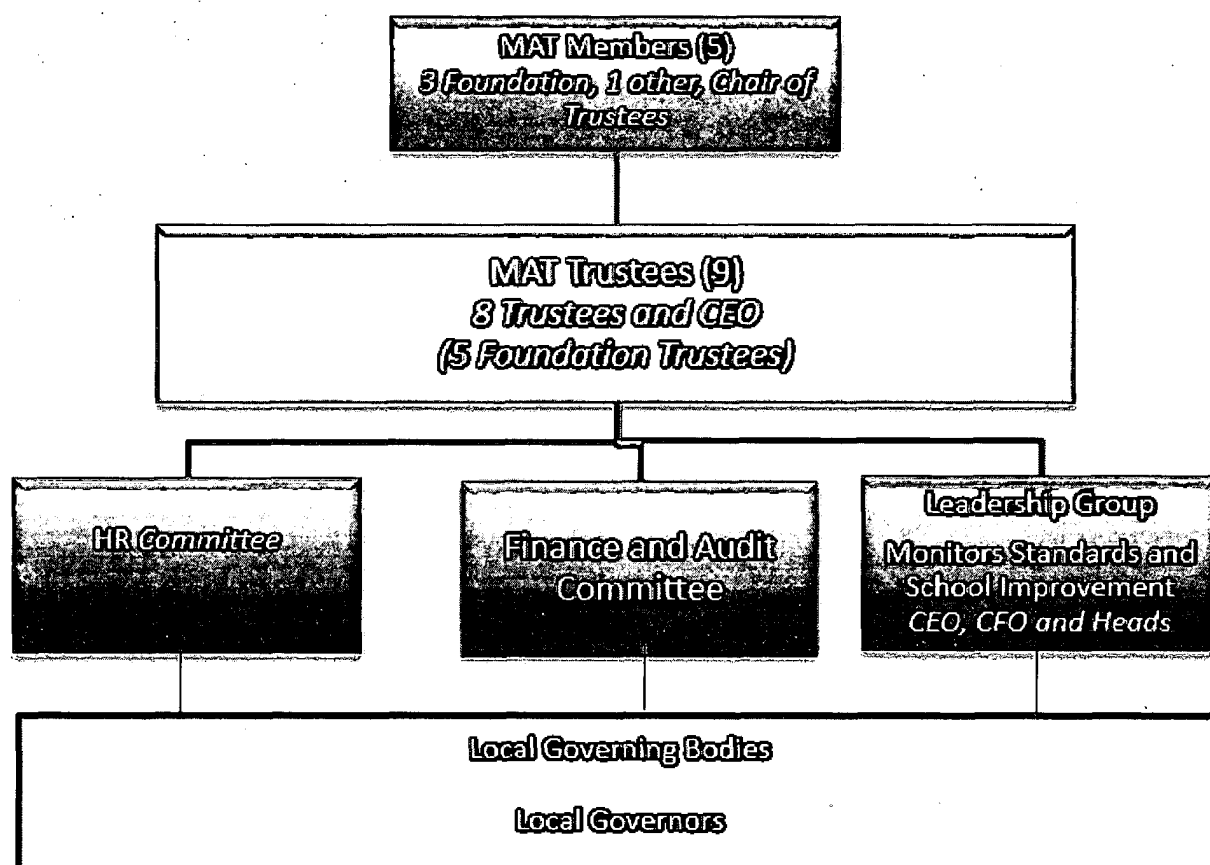 MAT Members (5)
3 Foundation, 1 other, Chair of
Trustees
MAT Trustees (9)
8 Trustees and CEO
(5 Foundation Trustees)
HR Committee
Finance and Audit
Committee
Leadership Group
Monitors Standards and
School Improvement
CEO, CFO and Heads
Local Governing Bodies
Local Governors